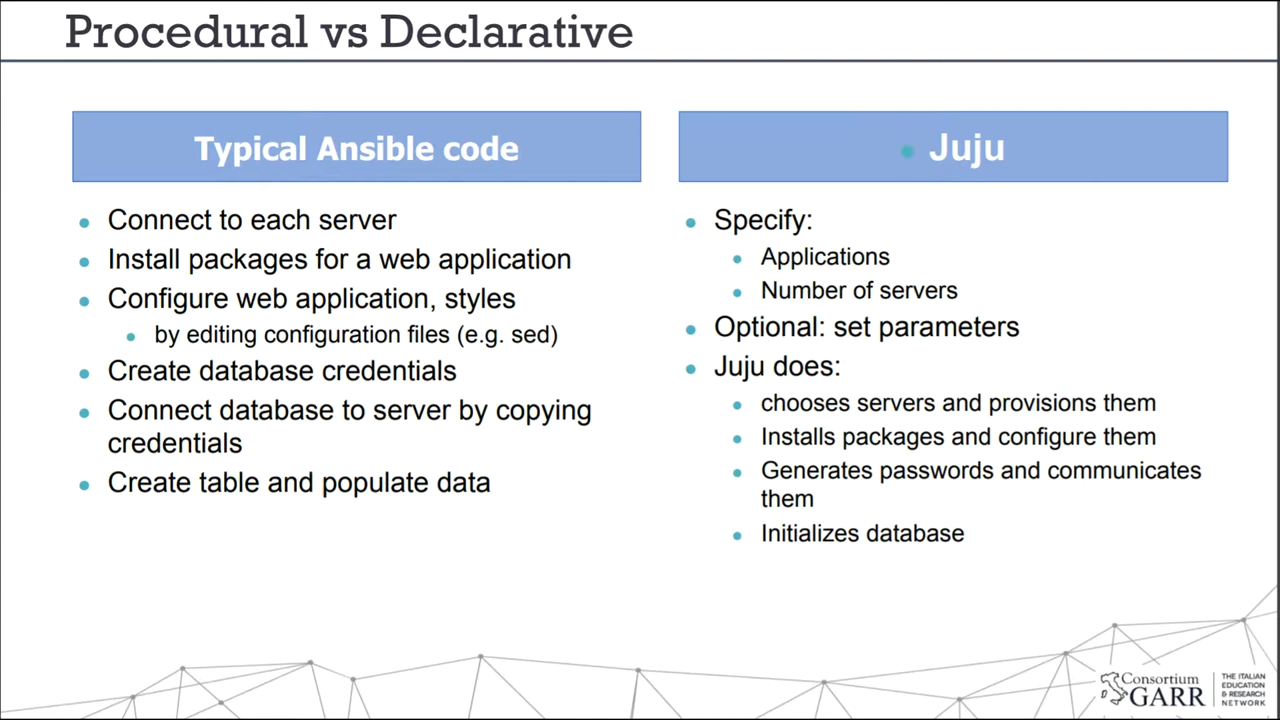 Procedural vs Declarative
Typical Ansible code
Connect to each server
Install packages for a web application
Configure web application, styles
by editing configuration files (e.g. sed)
Create database credentials
Connect database to server by copying
credentials
Create table and populate data
Juju
Specify:
Applications
Number of servers
Optional: set parameters
Juju does:
chooses servers and provisions them
Installs packages and configure them
Generates passwords and communicates
them
Initializes database
Consortium
GARR
THE ITALIAN
EDUCATION
& RESEARCH
NETWORK